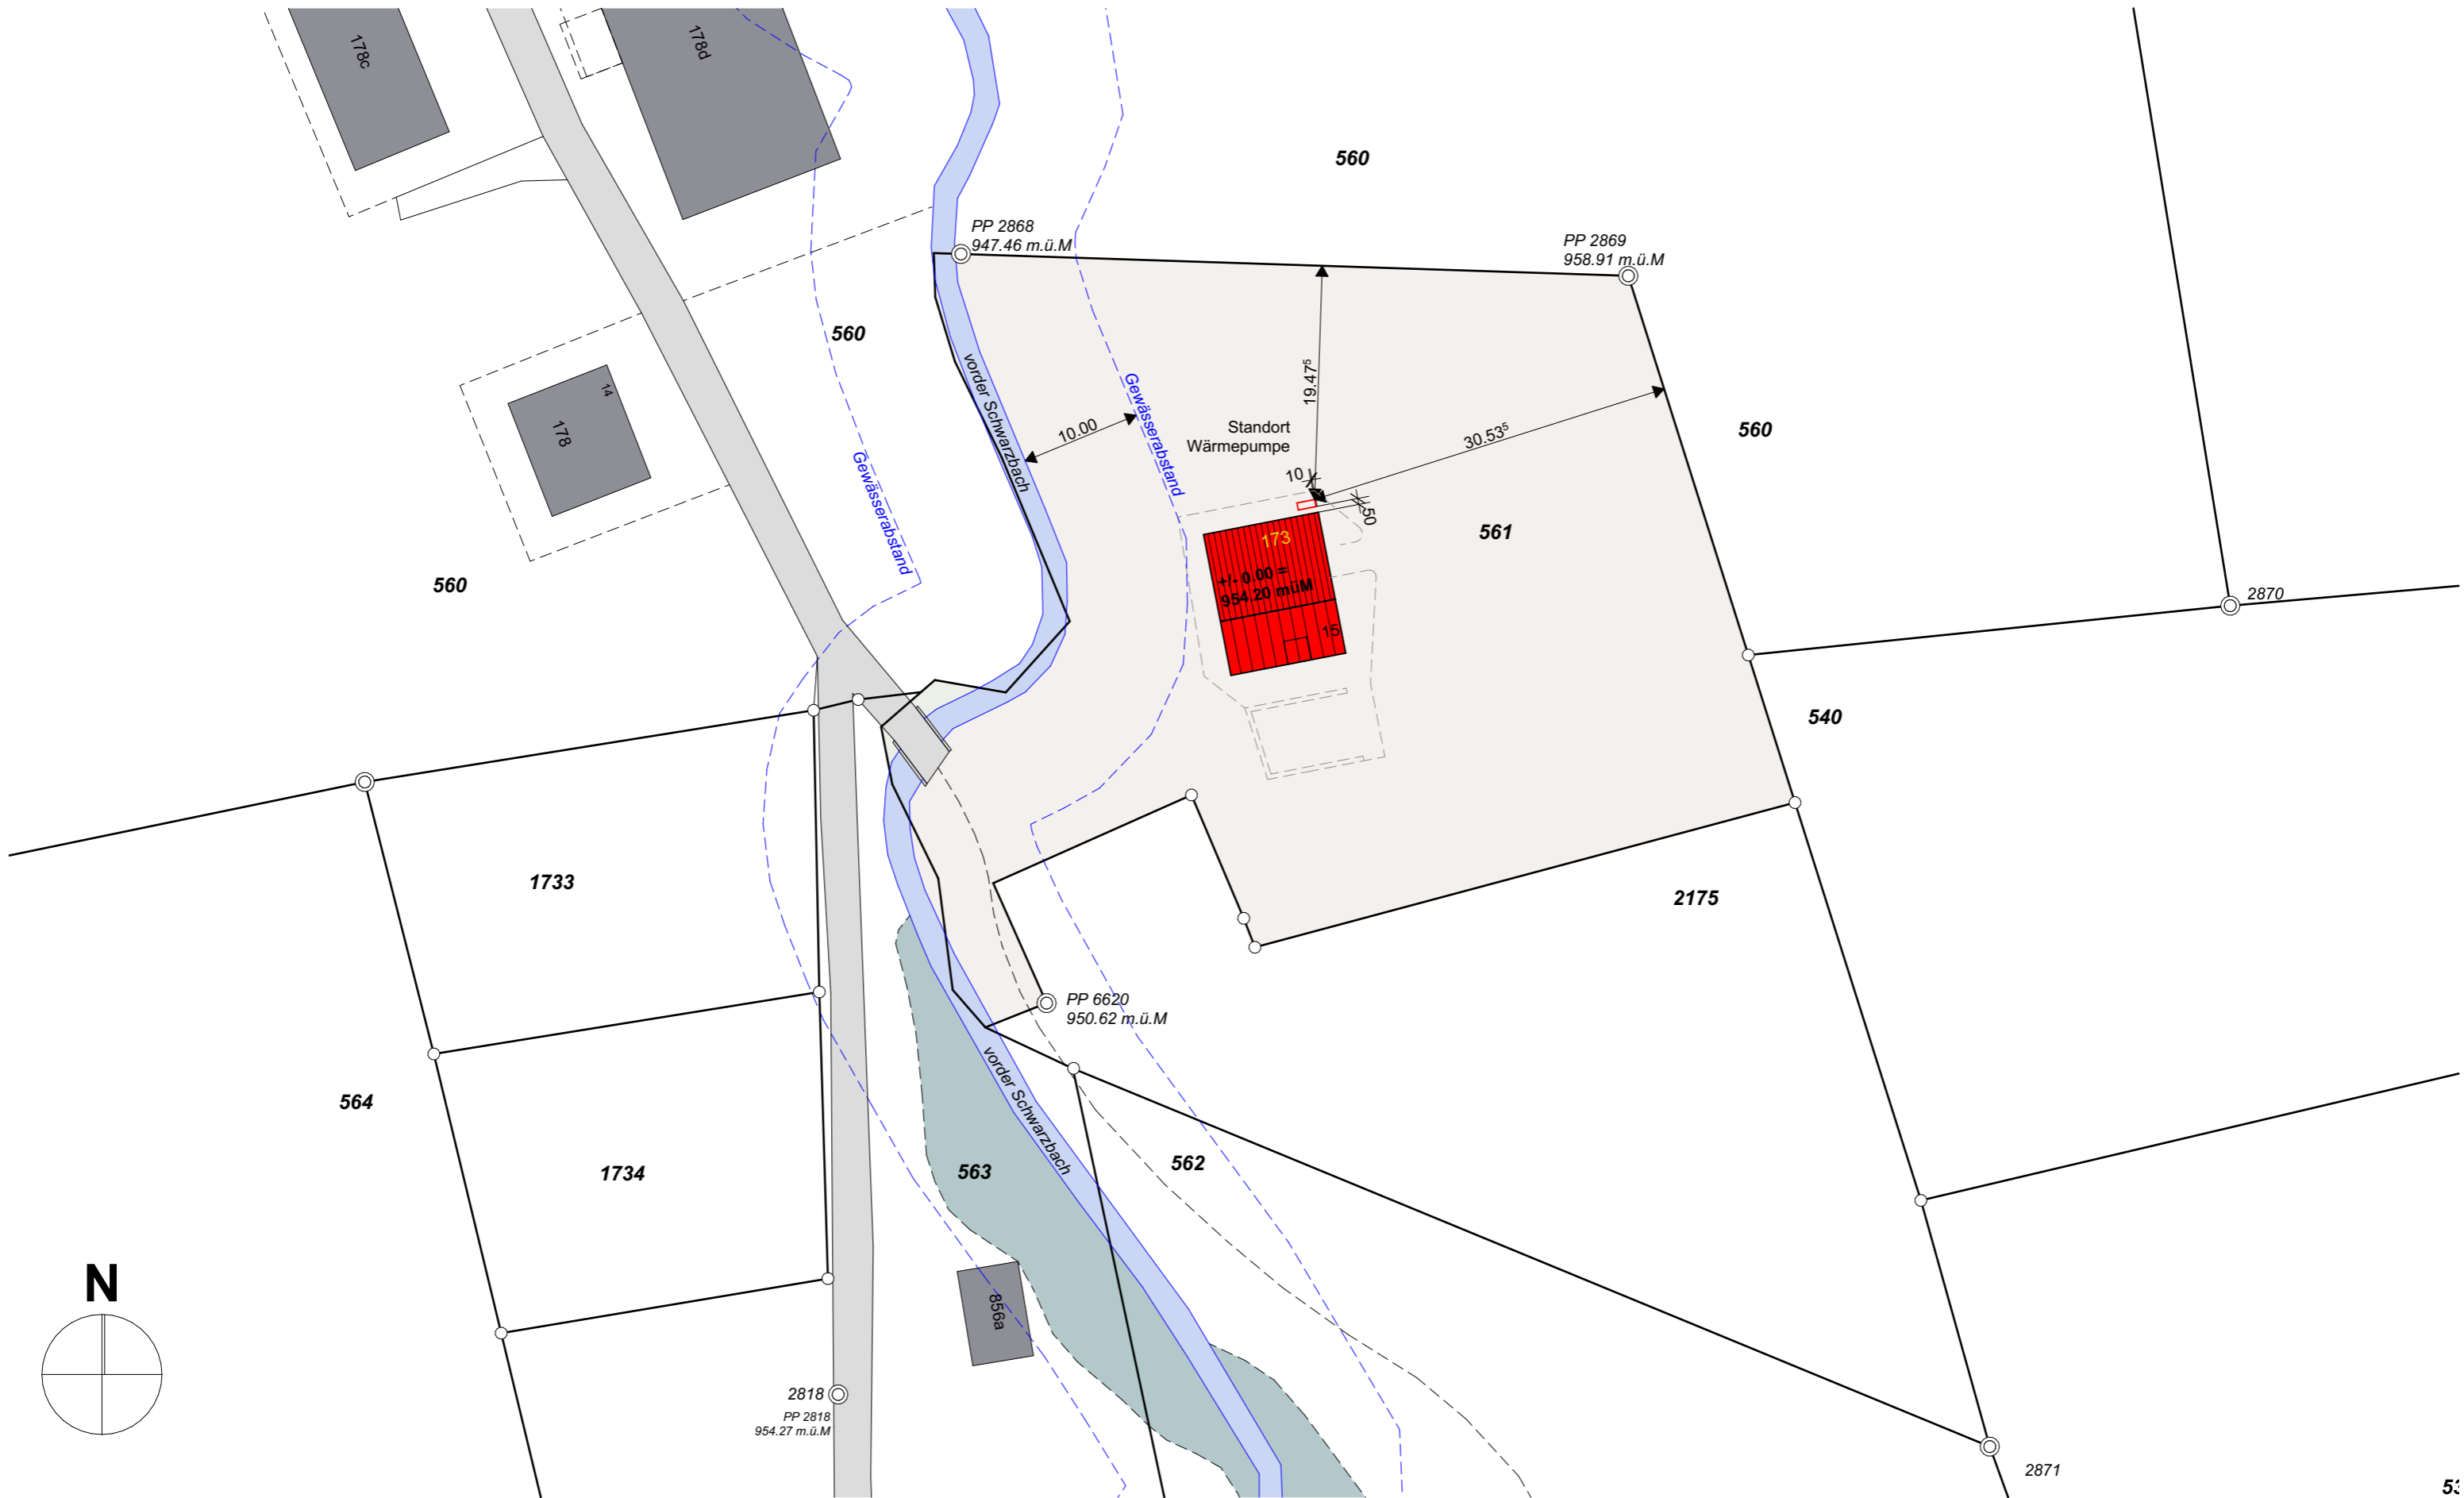 178c
178d
560
PP 2868
947.46 m.ü.M
PP 2869
958.91 m.ü.M
560
vorder Schwarzbach
Gewässerabstand
10.00
19.47⁵
30.53⁵
Standort
Wärmepumpe
10
50
14
178
560
Gewässerabstand
173
561
+/- 0.00 =
954.20 müM
15
560
2870
540
1733
2175
PP 6620
950.62 m.ü.M
564
vorder Schwarzbach
1734
563
562
N
856a
2818
PP 2818
954.27 m.ü.M
2871